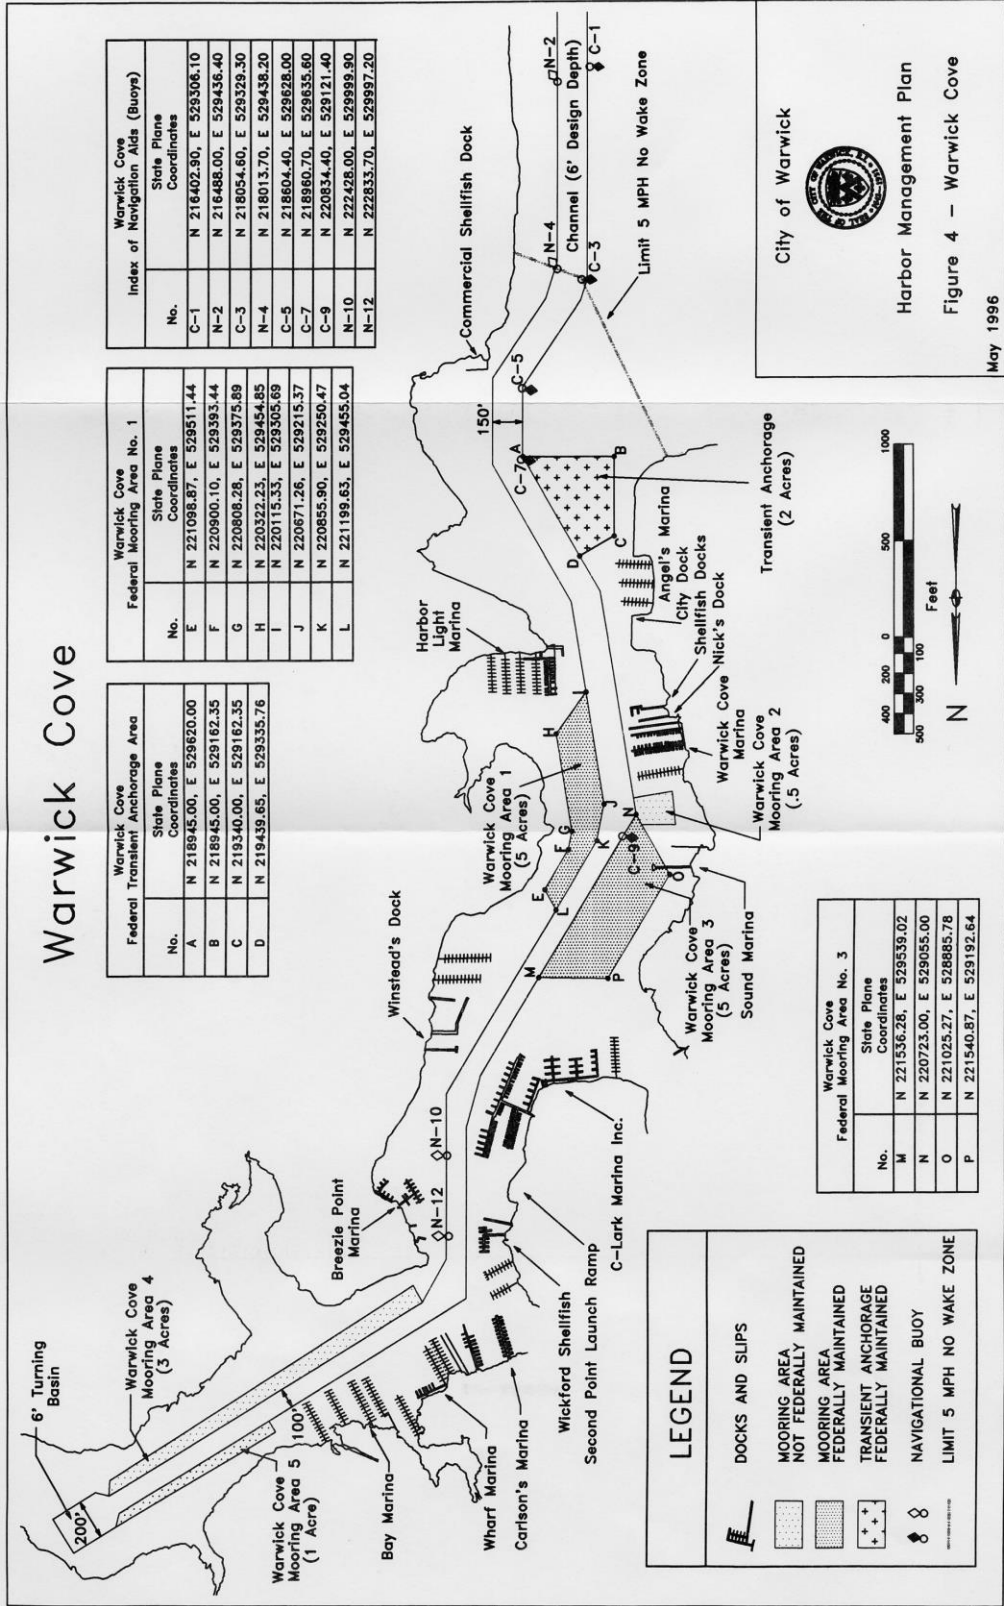 Warwick Cove
Warwick Cove
Federal Transient Anchorage Area
No.
State Plane
Coordinates
A N 218945.00, E 529620.00
B N 218945.00, E 529162.35
C N 219340.00, E 529162.35
D N 219439.65, E 529335.76
Warwick Cove
Federal Mooring Area No. 1
No.
State Plane
Coordinates
E N 221098.87, E 529511.44
F N 220900.10, E 529393.44
G N 220808.28, E 529375.89
H N 220322.23, E 529454.85
I N 220115.33, E 529305.69
J N 220671.26, E 529215.37
K N 220855.90, E 529250.47
L N 221199.63, E 529455.04
Warwick Cove
Index of Navigation Aids (Buoys)
No.
State Plane
Coordinates
C-1 N 216402.90, E 529306.10
N-2 N 216488.00, E 529436.40
C-3 N 218054.60, E 529329.30
N-4 N 218013.70, E 529438.20
C-5 N 218604.40, E 529628.00
C-7 N 218960.70, E 529635.60
C-9 N 220834.40, E 529121.40
N-10 N 222428.00, E 529999.90
N-12 N 222833.70, E 529997.20
6' Turning
Basin
200'
Warwick Cove
Mooring Area 4
(3 Acres)
Warwick Cove
Mooring Area 5
(1 Acre)
100'
Bay Marina
Wharf Marina
Carlson's Marina
Breezie Point
Marina
N-12
N-10
Wickford Shellfish
Second Point Launch Ramp
C-Lark Marina Inc.
Winstead's Dock
Warwick Cove
Mooring Area 1
(5 Acres)
E
F
G
H
I
J
K
L
M
N
O
P
C-9
Warwick Cove
Mooring Area 3
(5 Acres)
Sound Marina
Harbor
Light
Marina
Warwick Cove
Mooring Area 2
(.5 Acres)
Warwick Cove
Marina
Nick's Dock
Shellfish Docks
City Dock
Angel's Marina
D
C
B
A
C-7
C-5
150'
Transient Anchorage
(2 Acres)
Commercial Shellfish Dock
N-4
C-3
Channel (6' Design Depth)
N-2
C-1
Limit 5 MPH No Wake Zone
LEGEND
DOCKS AND SLIPS
MOORING AREA
NOT FEDERALLY MAINTAINED
MOORING AREA
FEDERALLY MAINTAINED
TRANSIENT ANCHORAGE
FEDERALLY MAINTAINED
NAVIGATIONAL BUOY
LIMIT 5 MPH NO WAKE ZONE
Warwick Cove
Federal Mooring Area No. 3
No.
State Plane
Coordinates
M N 221536.28, E 529539.02
N N 220723.00, E 529055.00
O N 221025.27, E 528885.78
P N 221540.87, E 529192.64
400 200 0 500 1000
500 300 100
Feet
N
City of Warwick
Harbor Management Plan
Figure 4 - Warwick Cove
May 1996